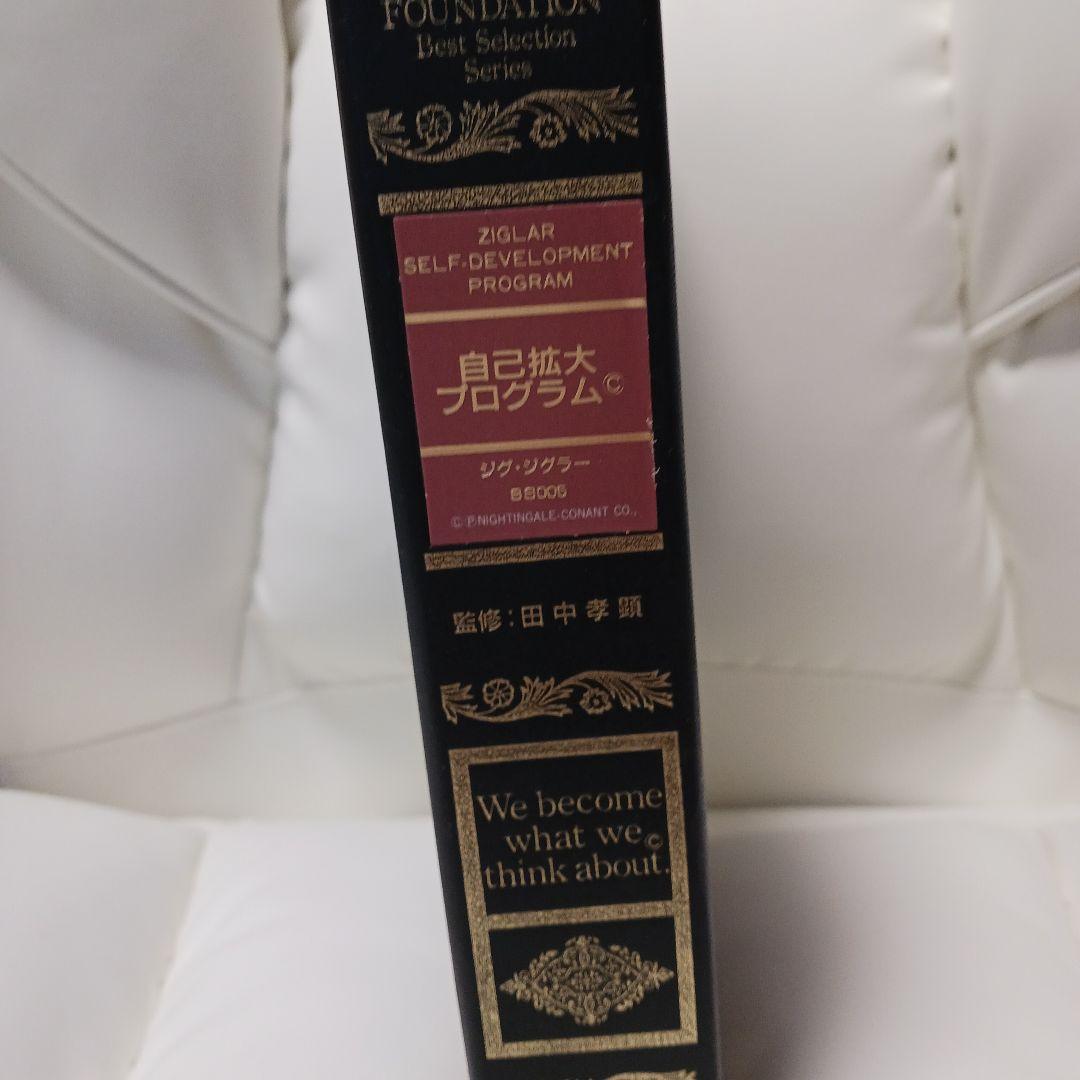 FOUNDATION
Best Selection
Series
ZIGLAR
SELF-DEVELOPMENT
PROGRAM
自己拡大
プログラム©
ジグ・ジグラー
BS005
© ℗ NIGHTINGALE-CONANT CO.,
監修：田中孝顕
We become
what we©
think about.